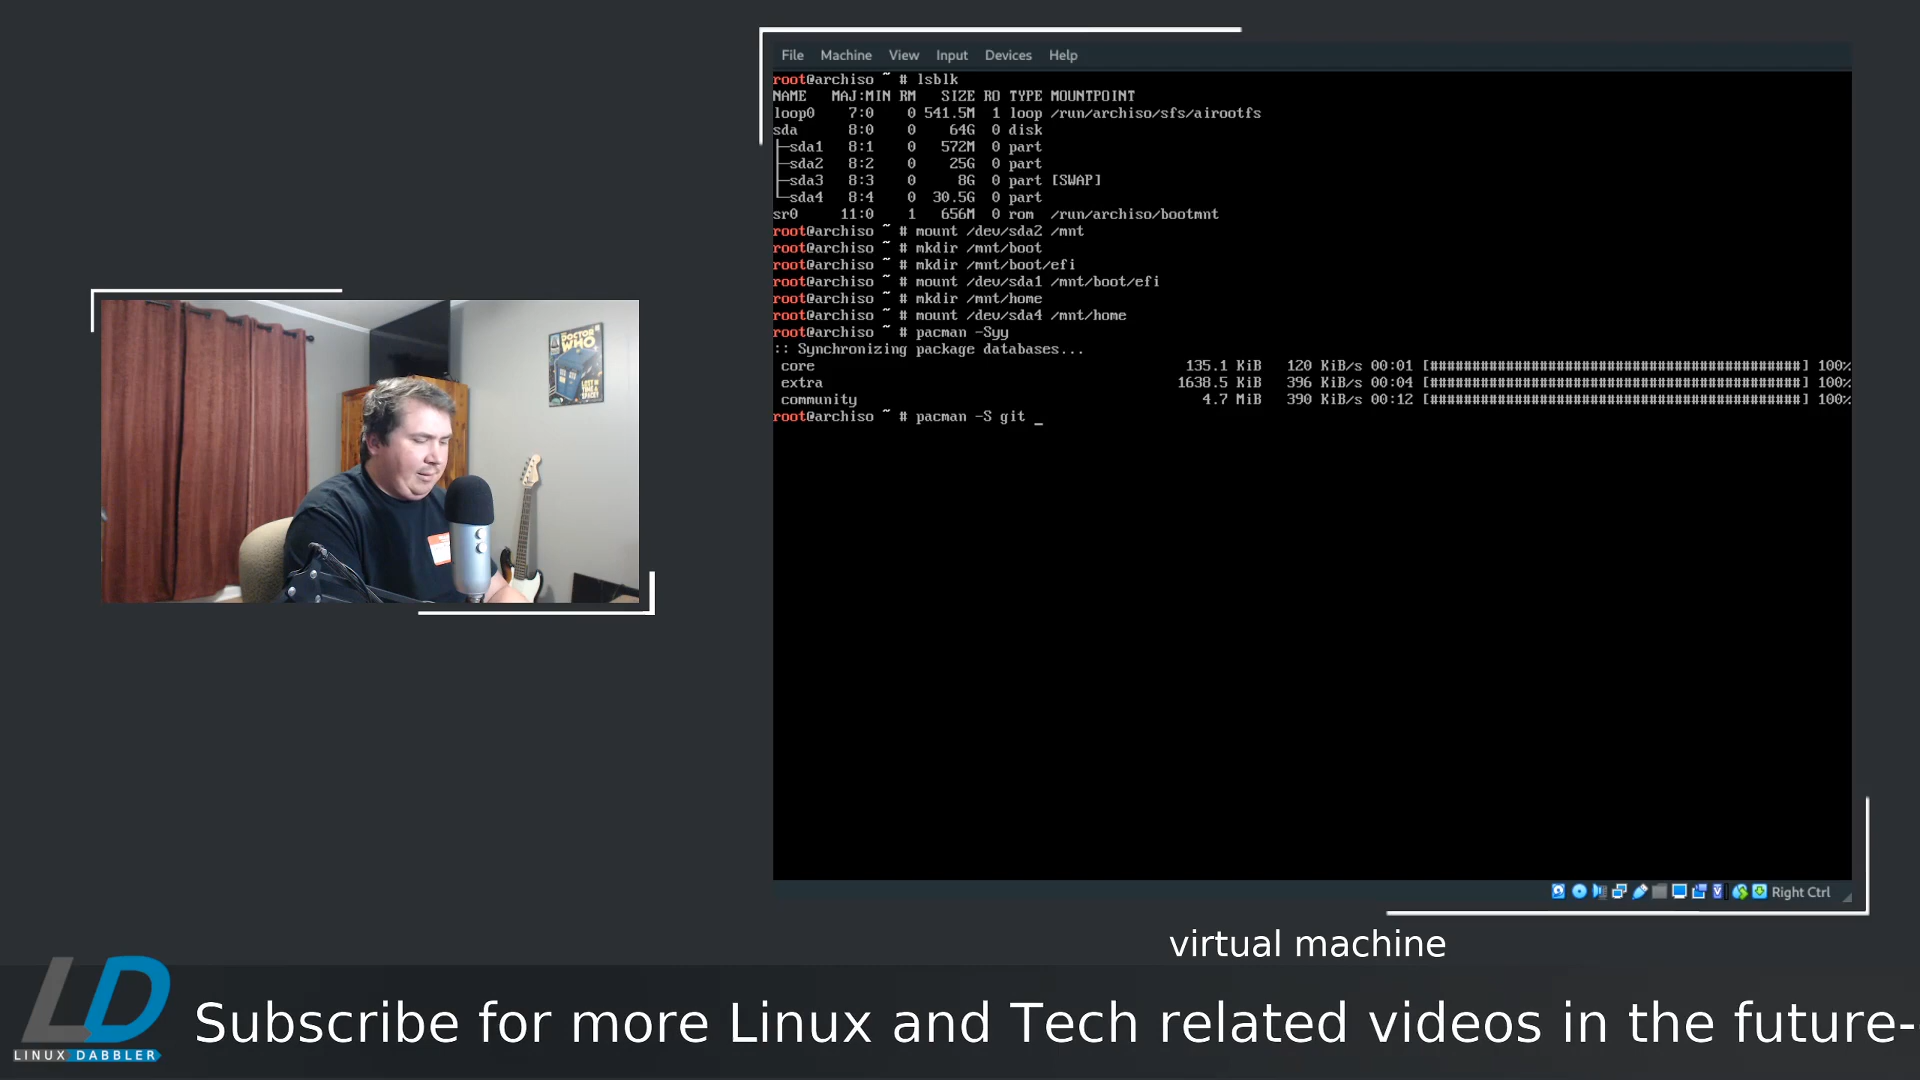 File Machine View Input Devices Help
root@archiso ~ # lsblk
NAME MAJ:MIN RM SIZE RO TYPE MOUNTPOINT
loop0 7:0 0 541.5M 1 loop /run/archiso/sfs/airootfs
sda 8:0 0 64G 0 disk
├─sda1 8:1 0 572M 0 part
├─sda2 8:2 0 25G 0 part
├─sda3 8:3 0 8G 0 part [SWAP]
└─sda4 8:4 0 30.5G 0 part
sr0 11:0 1 656M 0 rom /run/archiso/bootmnt
root@archiso ~ # mount /dev/sda2 /mnt
root@archiso ~ # mkdir /mnt/boot
root@archiso ~ # mkdir /mnt/boot/efi
root@archiso ~ # mount /dev/sda1 /mnt/boot/efi
root@archiso ~ # mkdir /mnt/home
root@archiso ~ # mount /dev/sda4 /mnt/home
root@archiso ~ # pacman -Syy
:: Synchronizing package databases...
core 135.1 KiB 120 KiB/s 00:01 [############################################] 100%
extra 1638.5 KiB 396 KiB/s 00:04 [############################################] 100%
community 4.7 MiB 390 KiB/s 00:12 [############################################] 100%
root@archiso ~ # pacman -S git _
DOCTOR
WHO
LOST IN
TIME &
SPACE
Right Ctrl
virtual machine
LD
LINUX DABBLER
Subscribe for more Linux and Tech related videos in the future-